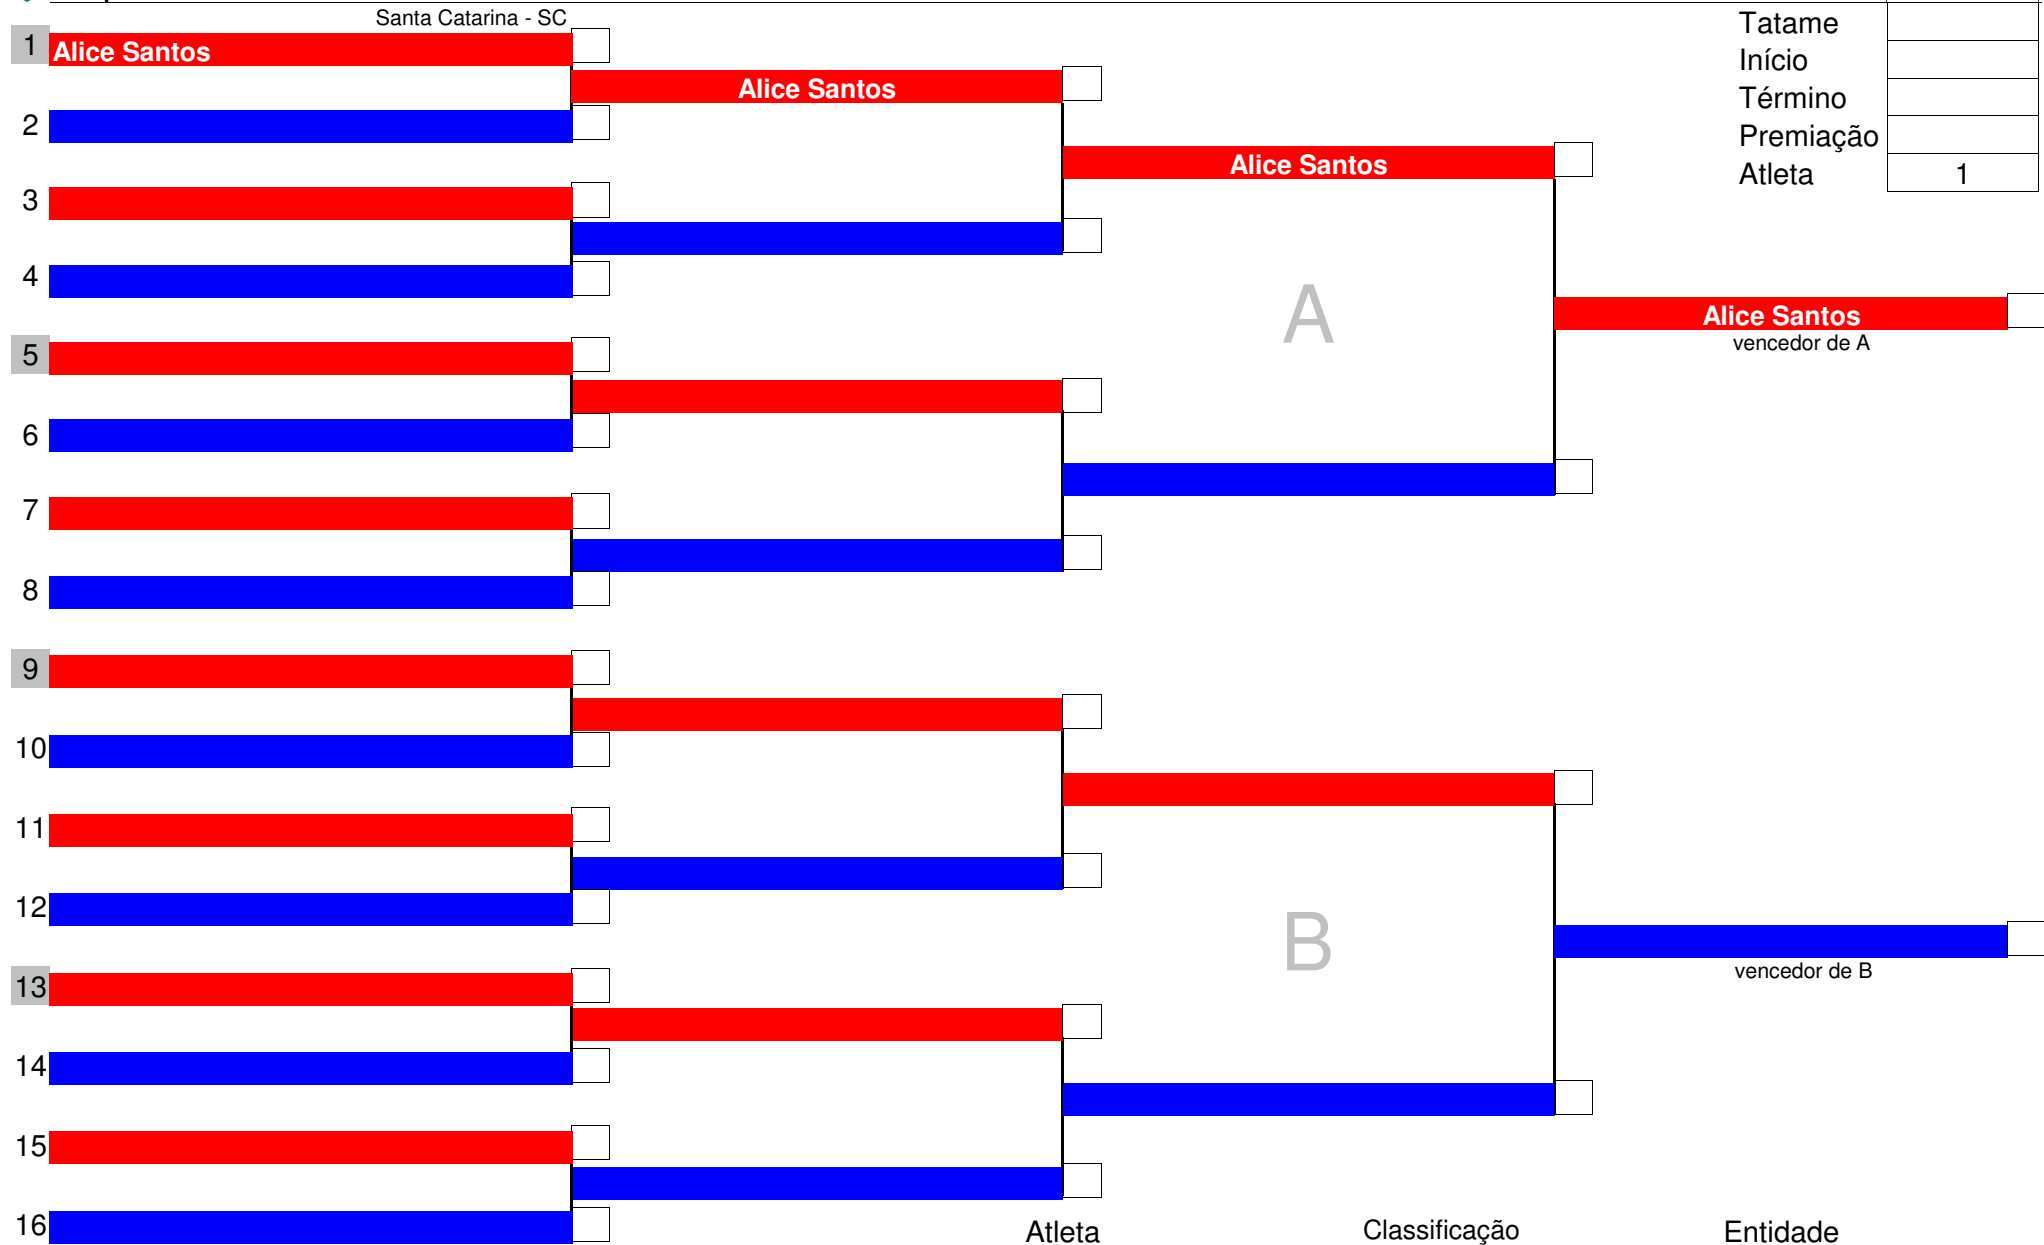 Santa Catarina - SC
Tatame
1 Alice Santos
Início
Alice Santos
Término
2
Premiação
Alice Santos
Atleta 1
3
4
A
Alice Santos
vencedor de A
5
6
7
8
9
10
11
12
B
vencedor de B
13
14
15
16
Atleta Classificação Entidade